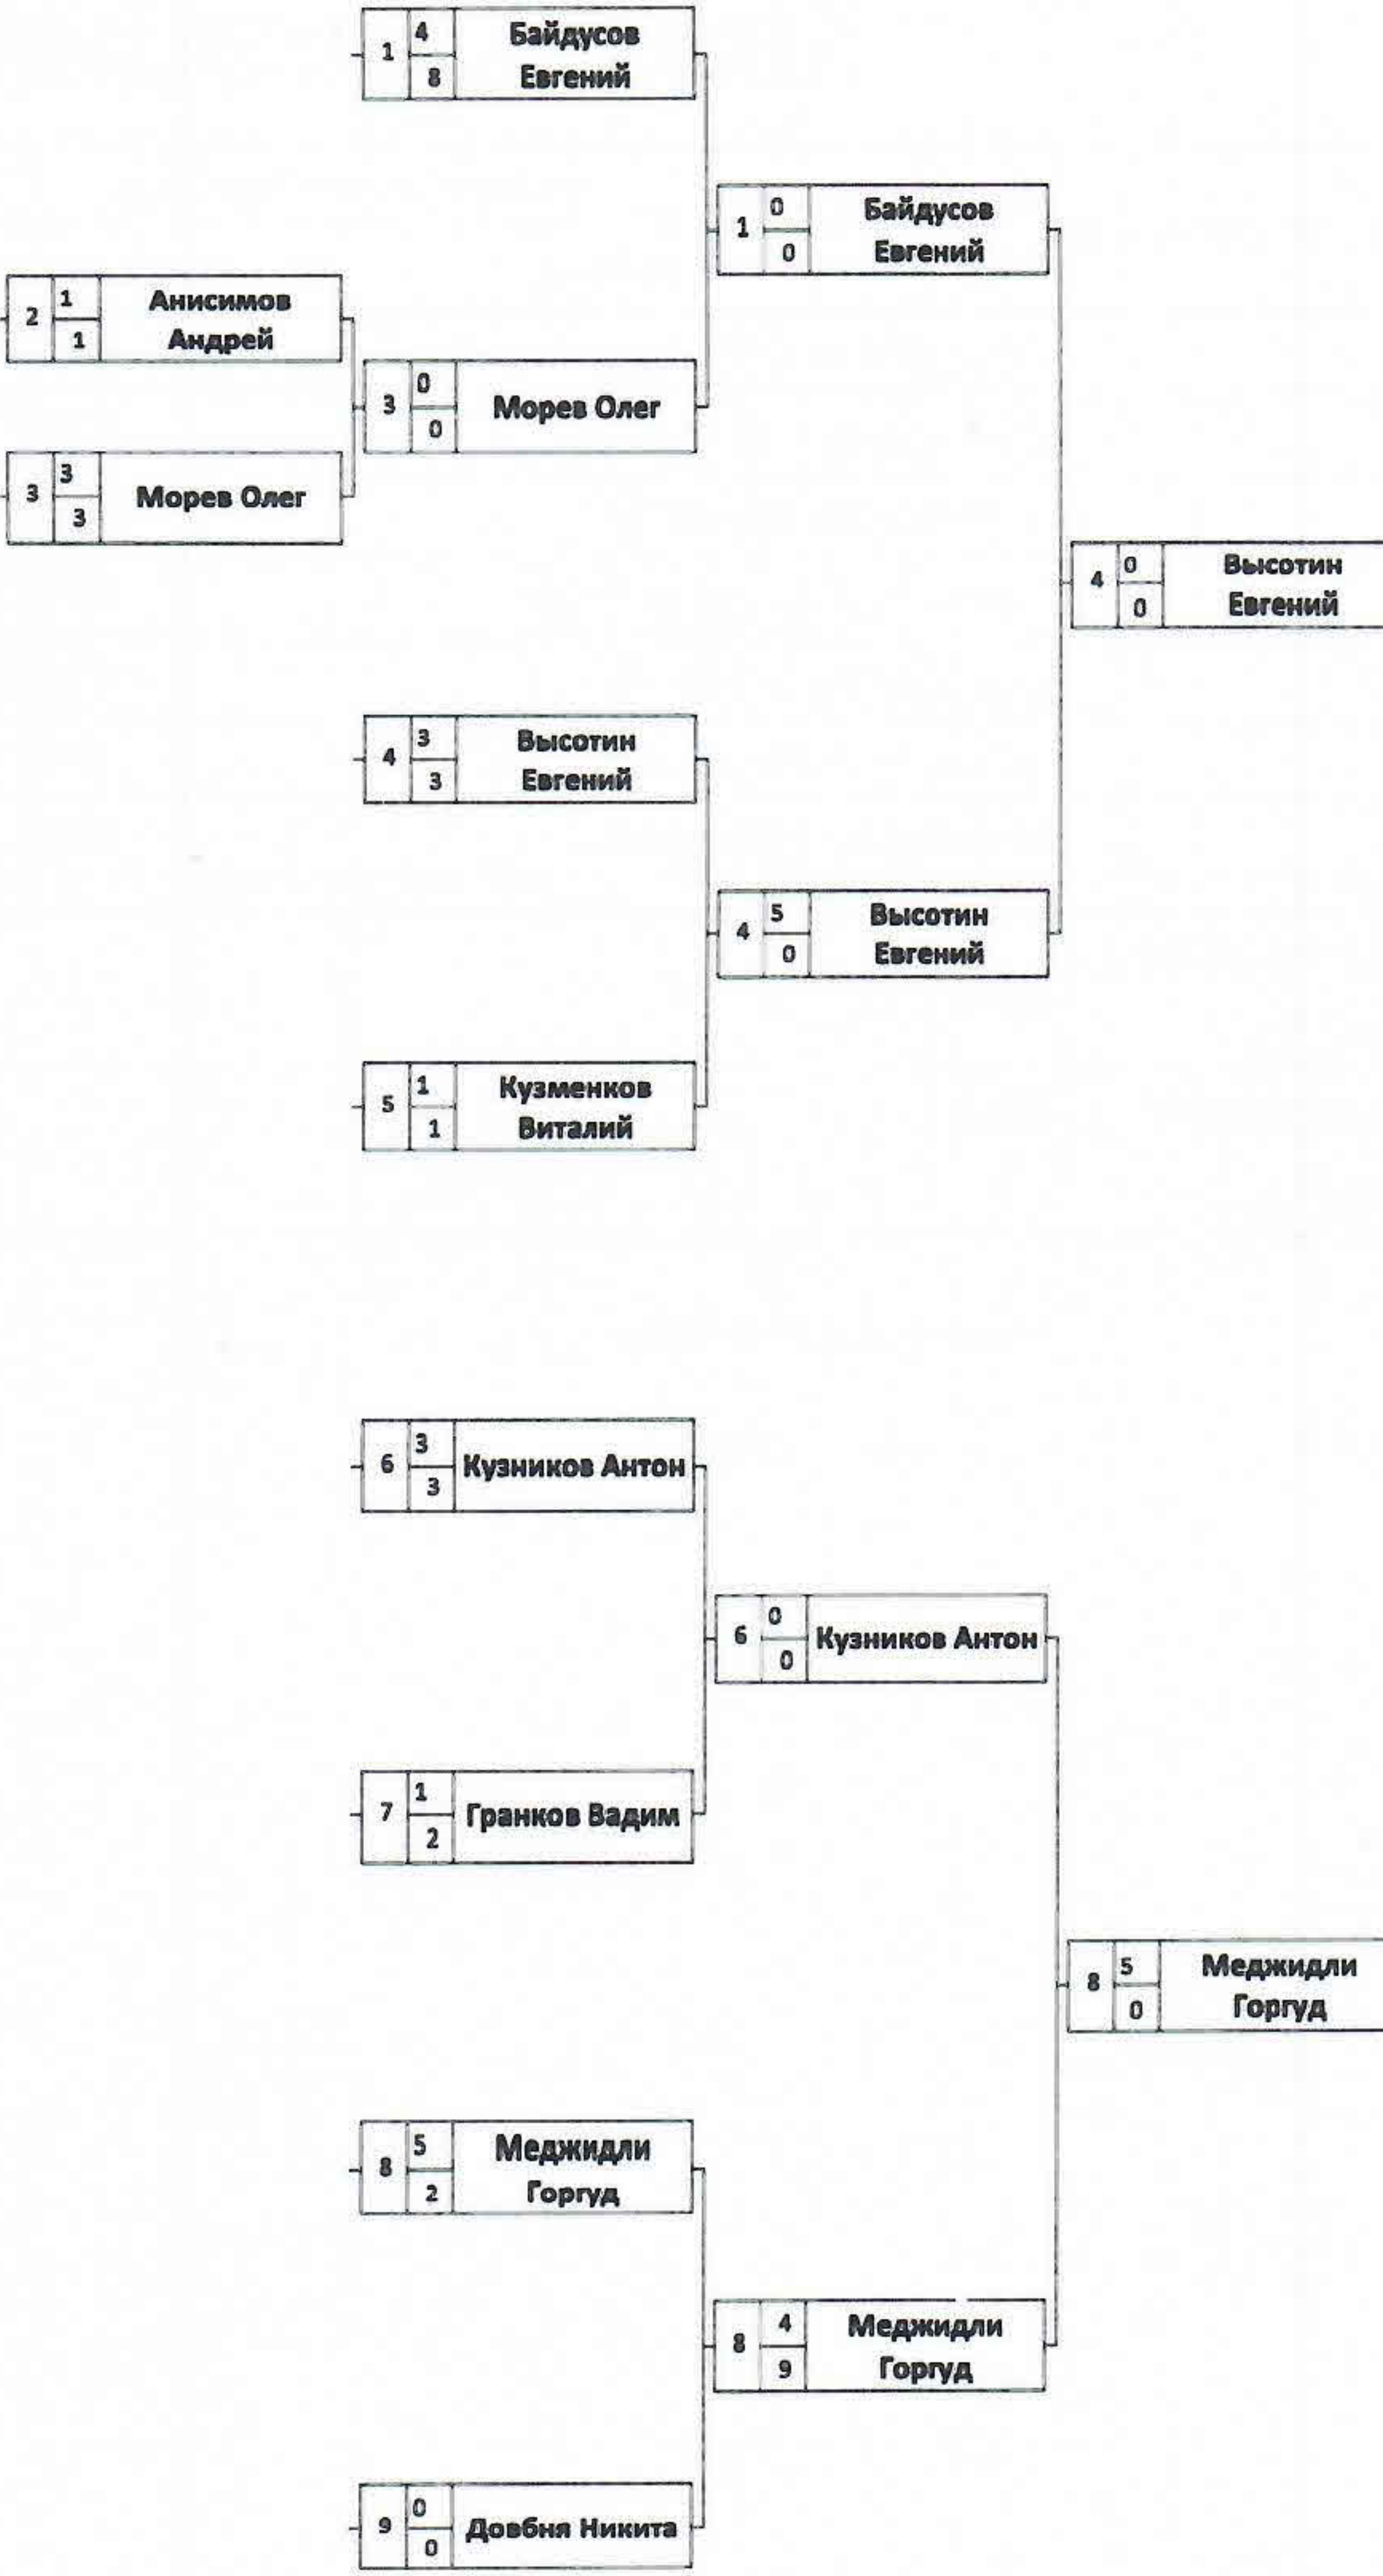 1
4
8
Байдусов
Евгений
1
0
0
Байдусов
Евгений
2
1
1
Анисимов
Андрей
3
0
0
Морев Олег
3
3
3
Морев Олег
4
0
0
Высотин
Евгений
4
3
3
Высотин
Евгений
4
5
0
Высотин
Евгений
5
1
1
Кузменков
Виталий
6
3
3
Кузников Антон
6
0
0
Кузников Антон
7
1
2
Гранков Вадим
8
5
0
Меджидли
Горгуд
8
5
2
Меджидли
Горгуд
8
4
9
Меджидли
Горгуд
9
0
0
Довбня Никита